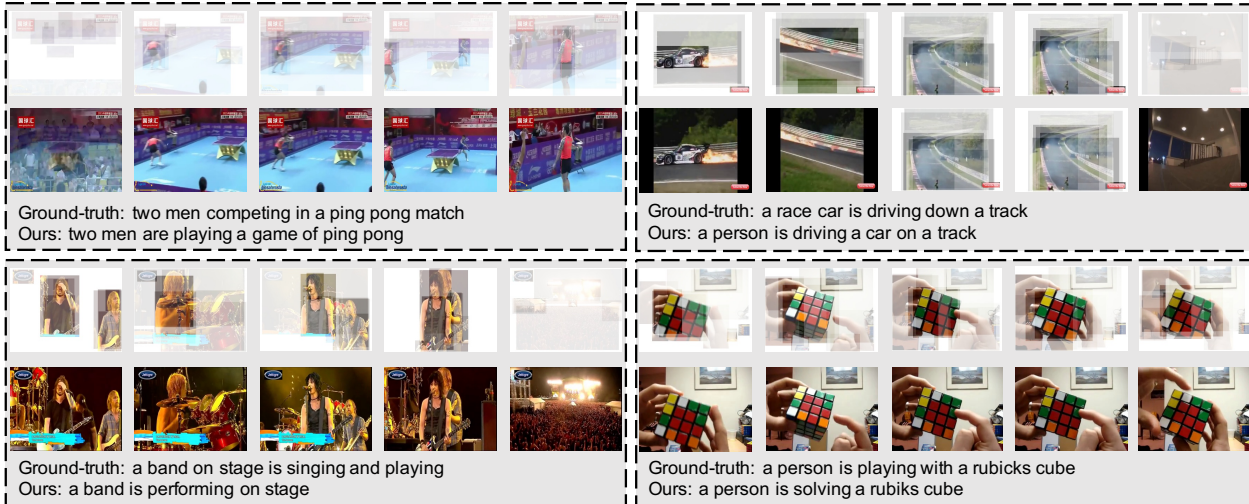 Ground-truth: two men competing in a ping pong match
Ours: two men are playing a game of ping pong
Ground-truth: a race car is driving down a track
Ours: a person is driving a car on a track
Ground-truth: a band on stage is singing and playing
Ours: a band is performing on stage
Ground-truth: a person is playing with a rubicks cube
Ours: a person is solving a rubiks cube